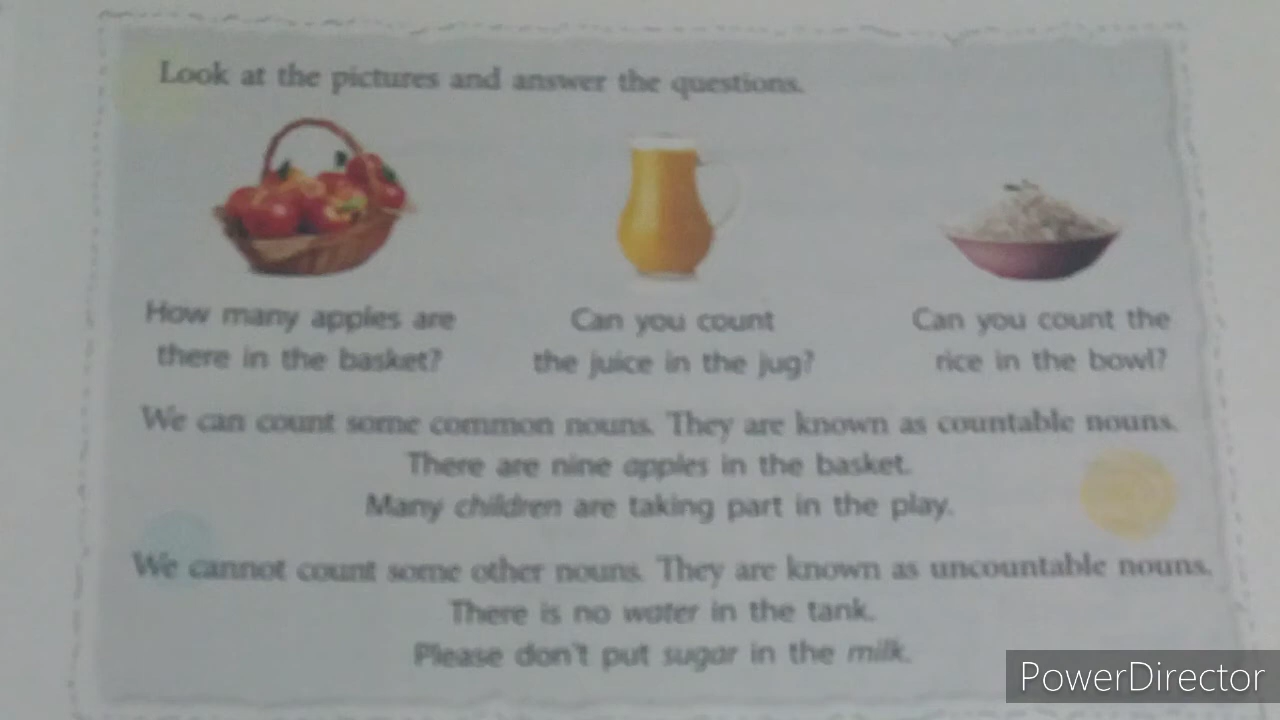 Look at the pictures and answer the questions.
How many apples are
there in the basket?
Can you count
the juice in the jug?
Can you count the
rice in the bowl?
We can count some common nouns. They are known as countable nouns.
There are nine apples in the basket.
Many children are taking part in the play.
We cannot count some other nouns. They are known as uncountable nouns.
There is no water in the tank.
Please don't put sugar in the milk.
PowerDirector